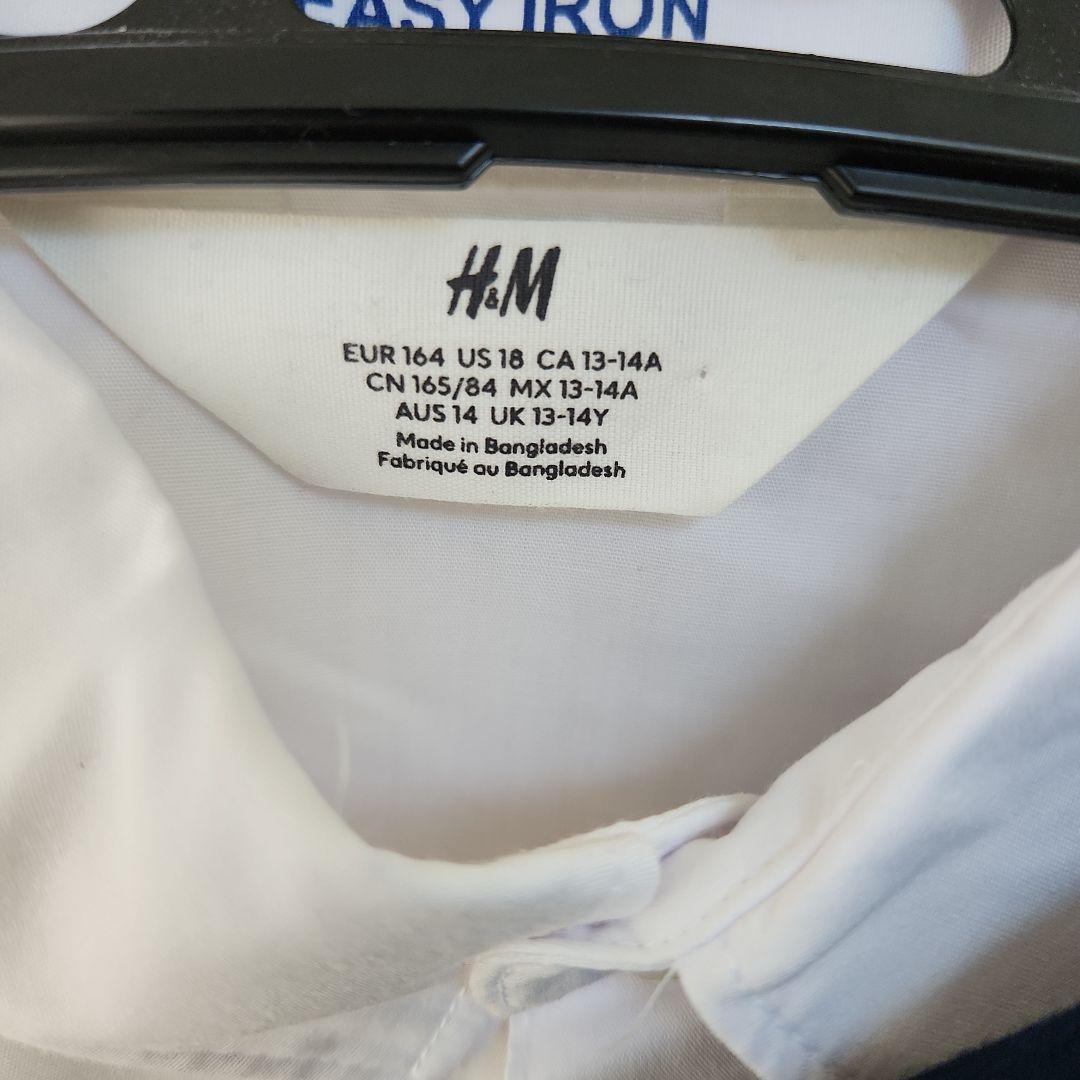 EASY IRON
H&M
EUR 164 US 18 CA 13-14A
CN 165/84 MX 13-14A
AUS 14 UK 13-14Y
Made in Bangladesh
Fabriqué au Bangladesh